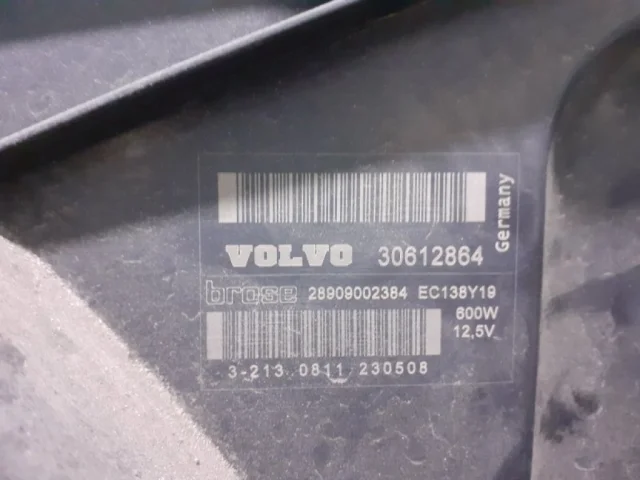 VOLVO 30612864
Germany
brose 28909002384 EC138Y19
600W
12,5V
3-213 0811 230508